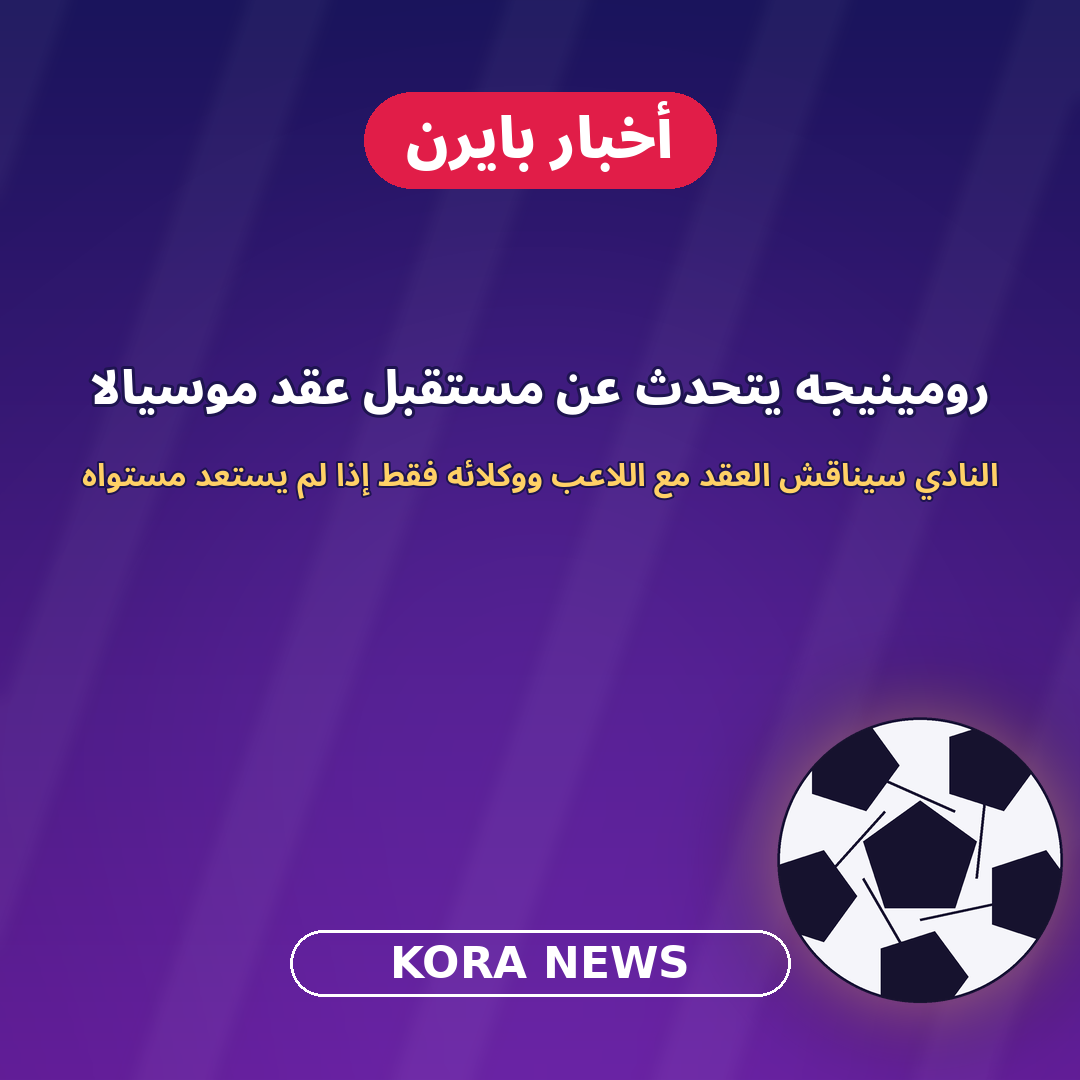 أخبار بايرن
رومينيجه يتحدث عن مستقبل عقد موسيالا
النادي سيناقش العقد مع اللاعب ووكلائه فقط إذا لم يستعد مستواه
KORA NEWS